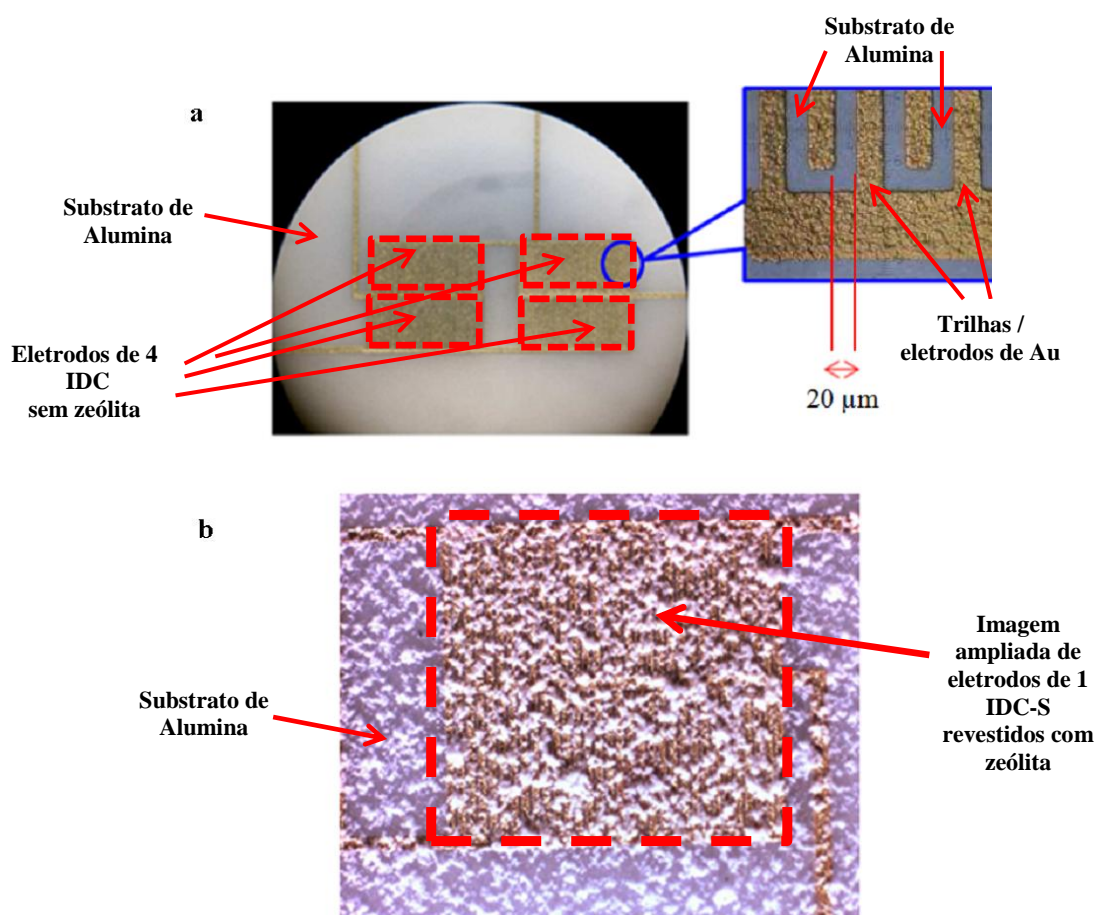 Substrato de
Alumina
a
Substrato de
Alumina
Eletrodos de 4
IDC
sem zeólita
Trilhas /
eletrodos de Au
20 µm
b
Substrato de
Alumina
Imagem
ampliada de
eletrodos de 1
IDC-S
revestidos com
zeólita